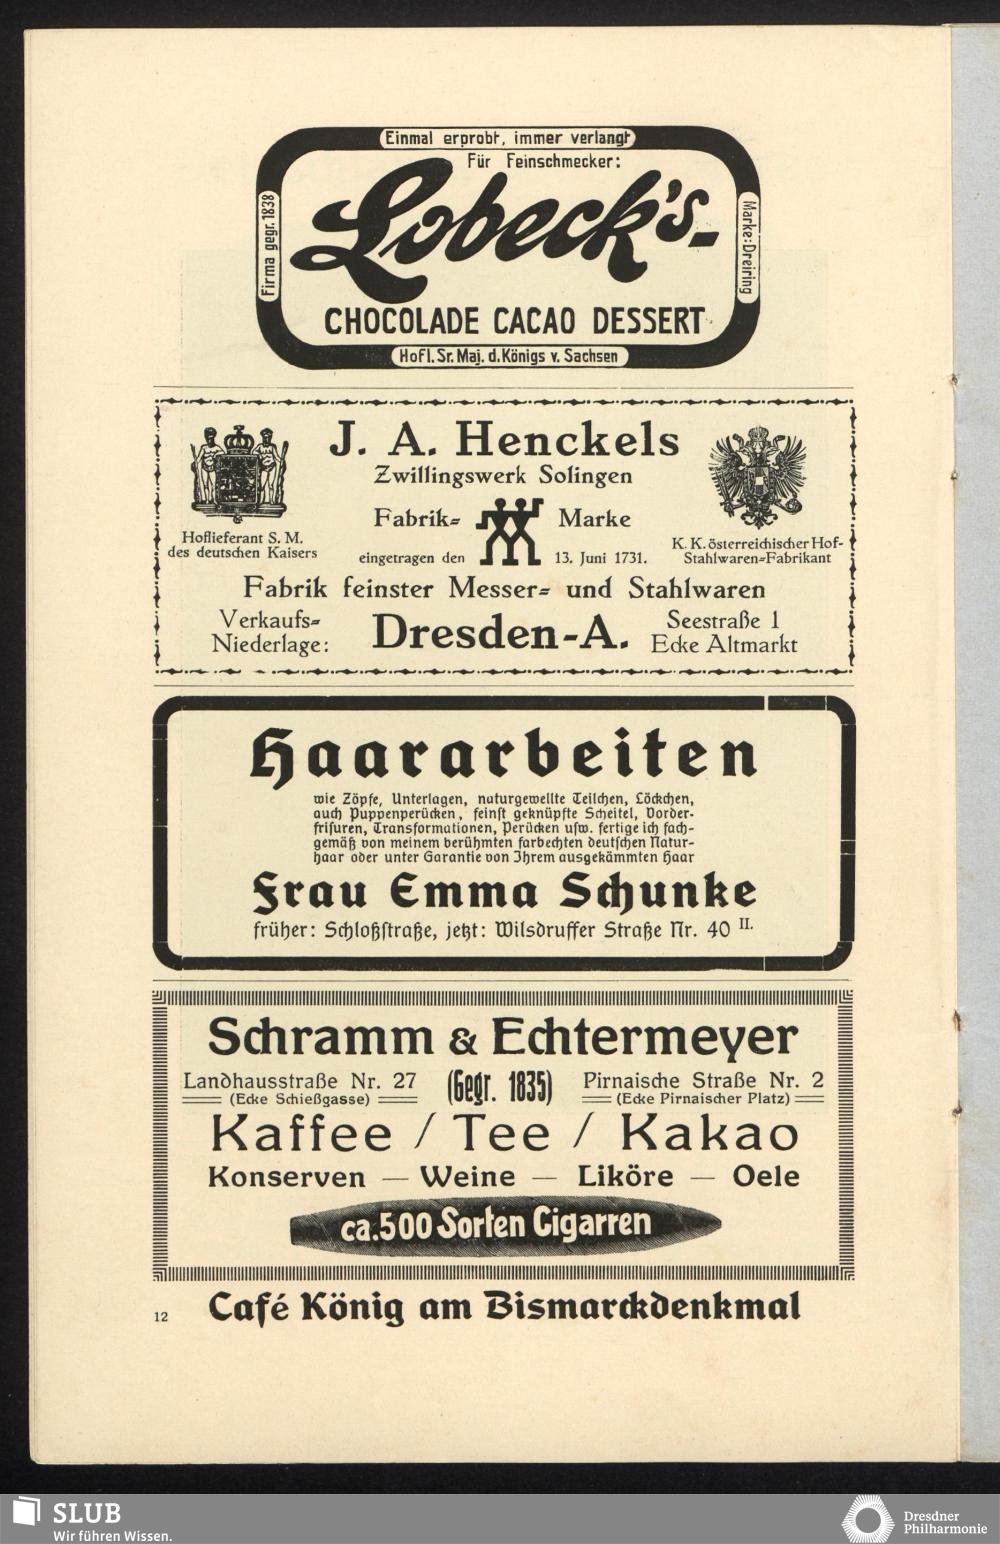 Einmal erprobt, immer verlangt
Für Feinschmecker:
Firma gegr. 1838
Lobeck's-
Marke: Dreiring
CHOCOLADE CACAO DESSERT
Hofl. Sr. Maj. d. Königs v. Sachsen
J. A. Henckels
Zwillingswerk Solingen
Fabrik= Marke
Hoflieferant S. M.
des deutschen Kaisers
eingetragen den 13. Juni 1731.
K. K. österreichischer Hof-
Stahlwaren=Fabrikant
Fabrik feinster Messer= und Stahlwaren
Verkaufs=
Niederlage:
Dresden-A.
Seestraße 1
Ecke Altmarkt
Haararbeiten
wie Zöpfe, Unterlagen, naturgewellte Teilchen, Löckchen,
auch Puppenperücken, feinst geknüpfte Scheitel, Vorder-
frisuren, Transformationen, Perücken usw. fertige ich fach-
gemäß von meinem berühmten farbechten deutschen Natur-
haar oder unter Garantie von Ihrem ausgekämmten Haar
Frau Emma Schunke
früher: Schloßstraße, jetzt: Wilsdruffer Straße Nr. 40 II.
Schramm & Echtermeyer
Landhausstraße Nr. 27
(Ecke Schießgasse)
(Gegr. 1835)
Pirnaische Straße Nr. 2
(Ecke Pirnaischer Platz)
Kaffee / Tee / Kakao
Konserven — Weine — Liköre — Oele
ca. 500 Sorten Cigarren
12
Café König am Bismarckdenkmal
SLUB
Wir führen Wissen.
Dresdner
Philharmonie